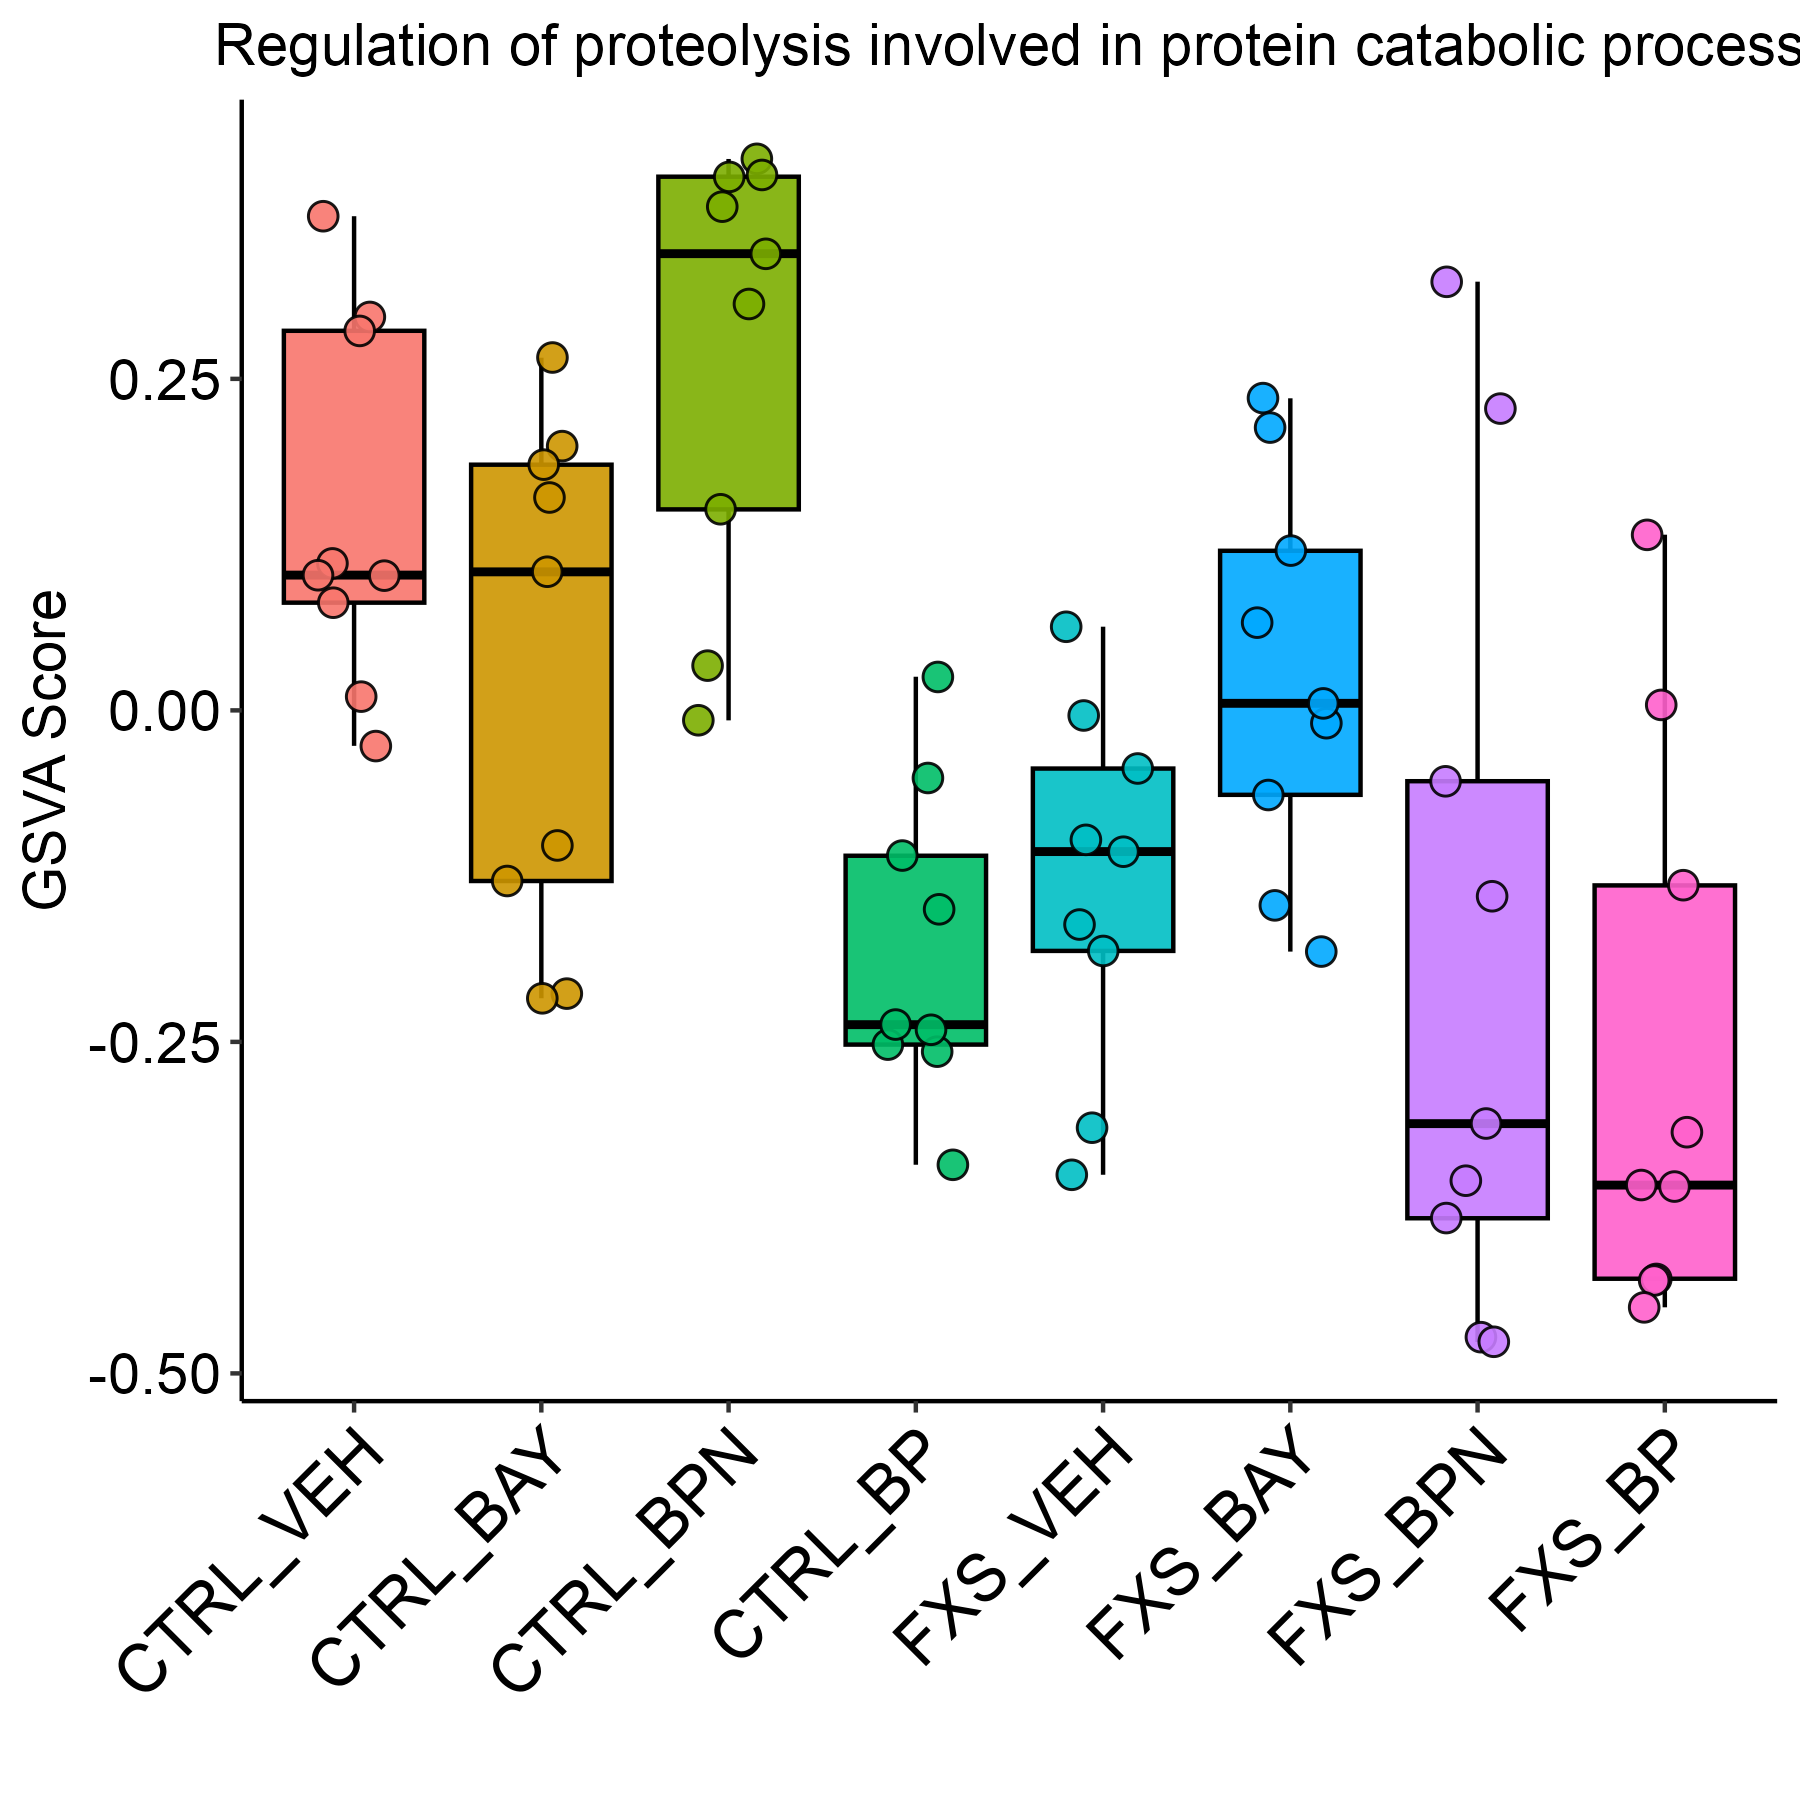 Regulation of proteolysis involved in protein catabolic process
GSVA Score
0.25
0.00
-0.25
-0.50
CTRL_VEH
CTRL_BAY
CTRL_BPN
CTRL_BP
FXS_VEH
FXS_BAY
FXS_BPN
FXS_BP